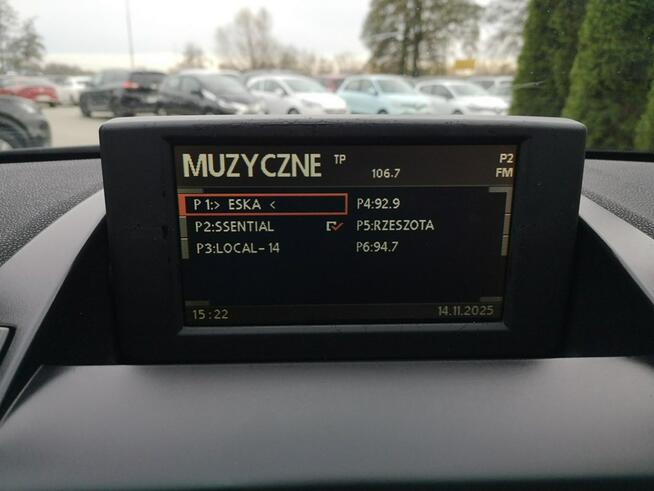 MUZYCZNE TP 106.7 P2 FM
P1:> ESKA < P4:92.9
P2:SSENTIAL P5:RZESZOTA
P3:LOCAL-14 P6:94.7
15:22 14.11.2025